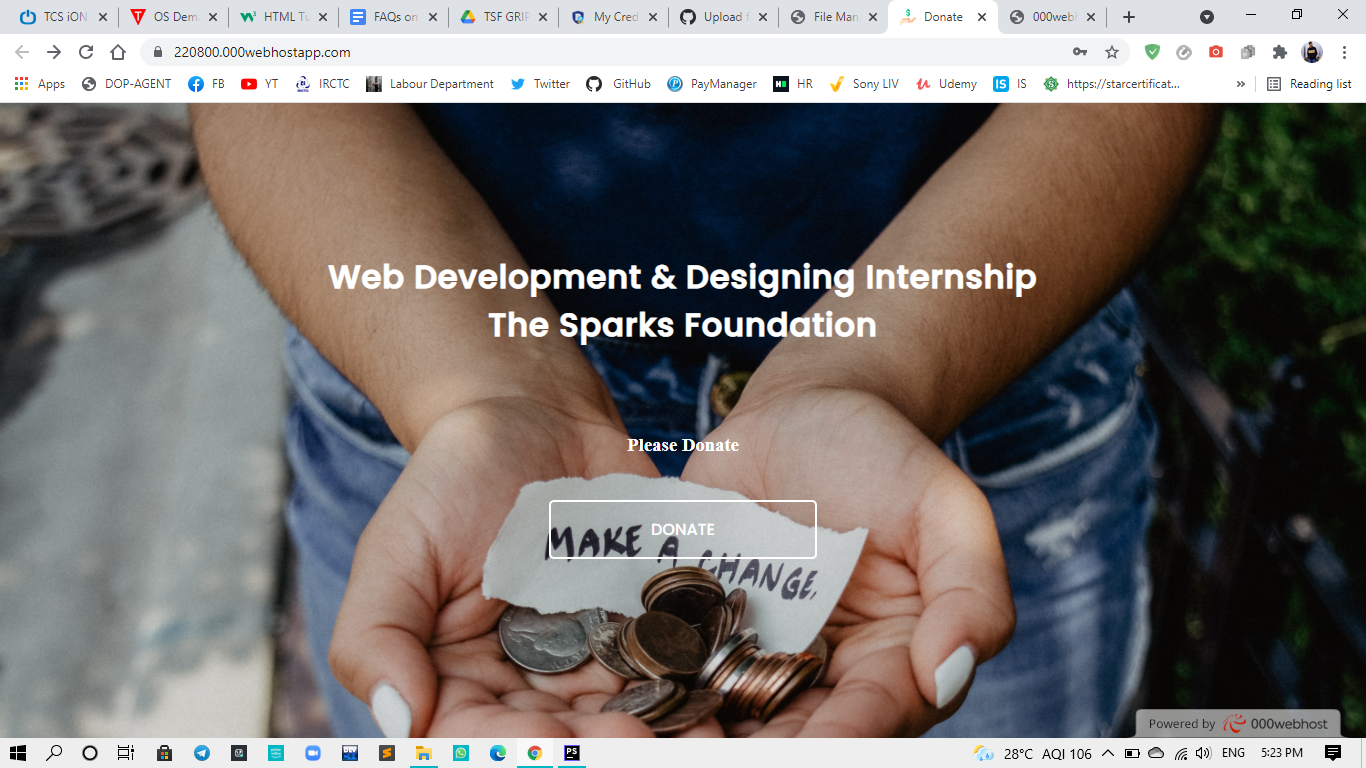 TCS iON
OS Dem
HTML Tu
FAQs on
TSF GRIP
My Cred
Upload f
File Man
Donate
000web
220800.000webhostapp.com
Apps
DOP-AGENT
FB
YT
IRCTC
Labour Department
Twitter
GitHub
PayManager
HR
Sony LIV
Udemy
IS
IS
https://starcertificat...
»
Reading list
Web Development & Designing Internship
The Sparks Foundation
Please Donate
DONATE
MAKE A CHANGE,
Powered by 000webhost
28°C AQI 106
ENG
5:23 PM